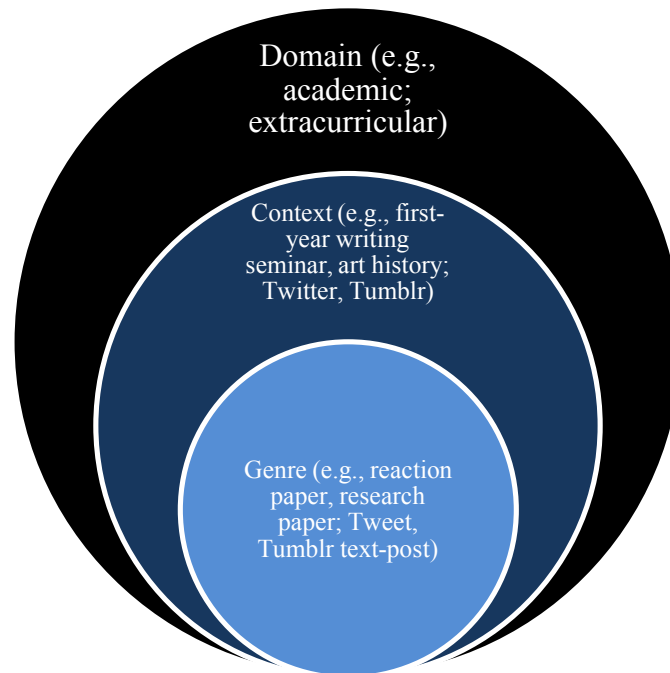 Domain (e.g.,
academic;
extracurricular)
Context (e.g., first-
year writing
seminar, art history;
Twitter, Tumblr)
Genre (e.g., reaction
paper, research
paper; Tweet,
Tumblr text-post)